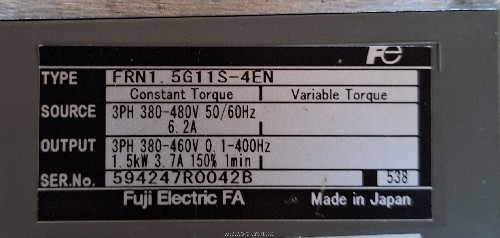 Fe
TYPE FRN1.5G11S-4EN
Constant Torque Variable Torque
SOURCE 3PH 380-480V 50/60Hz
6.2A
OUTPUT 3PH 380-460V 0.1-400Hz
1.5kW 3.7A 150% 1min
SER.No. 594247R0042B 538
Fuji Electric FA Made in Japan